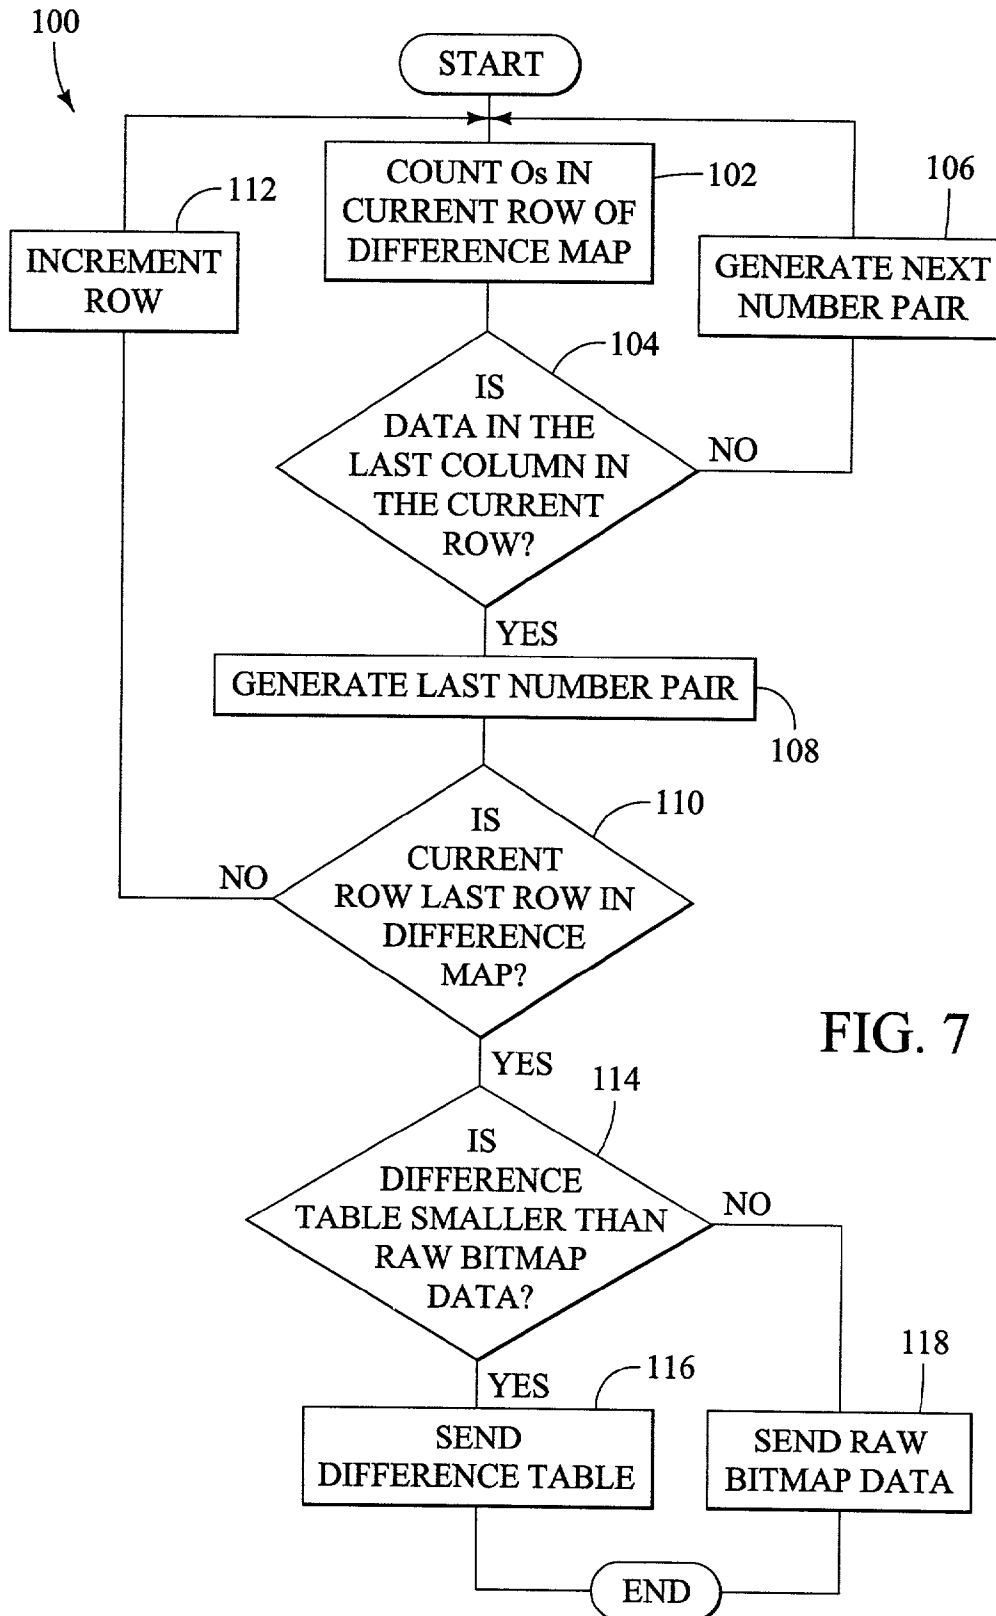 100
START
COUNT Os IN
CURRENT ROW OF
DIFFERENCE MAP
102
106
112
INCREMENT
ROW
GENERATE NEXT
NUMBER PAIR
104
IS
DATA IN THE
LAST COLUMN IN
THE CURRENT
ROW?
NO
YES
GENERATE LAST NUMBER PAIR
108
110
IS
CURRENT
ROW LAST ROW IN
DIFFERENCE
MAP?
NO
YES
FIG. 7
114
IS
DIFFERENCE
TABLE SMALLER THAN
RAW BITMAP
DATA?
NO
YES
116
118
SEND
DIFFERENCE TABLE
SEND RAW
BITMAP DATA
END